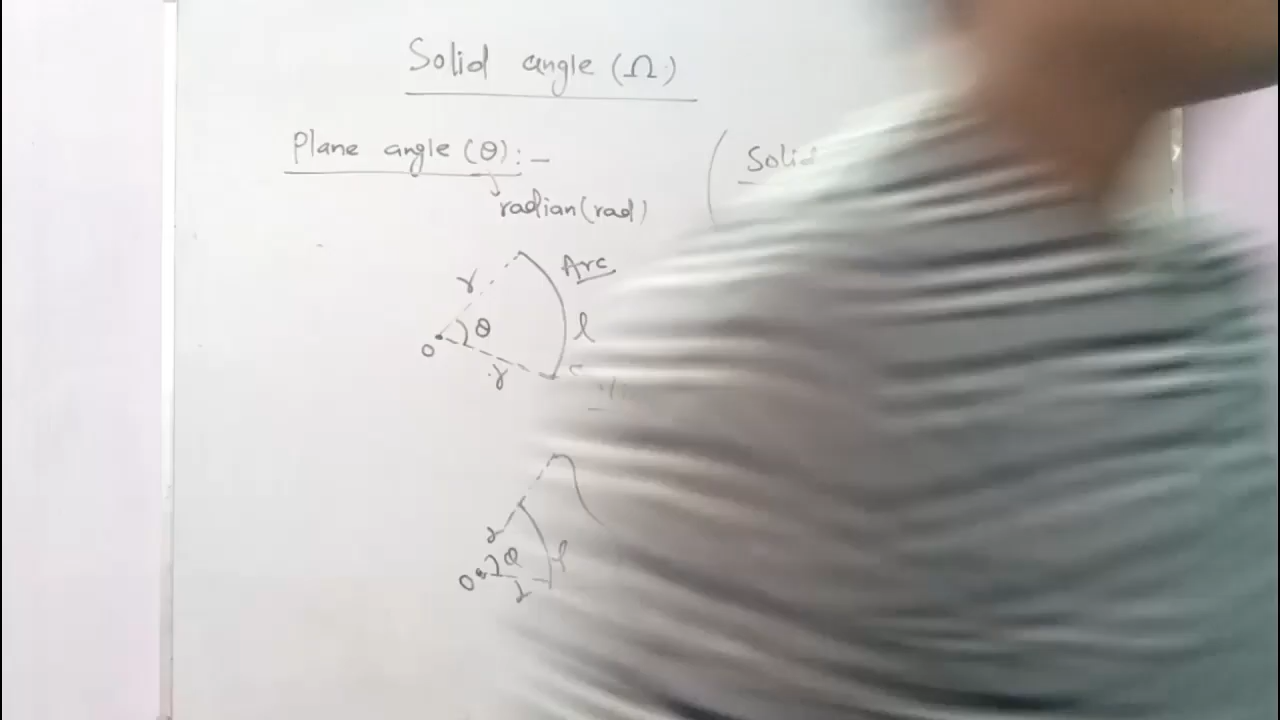 Solid angle (Ω)
Plane angle (θ) :-
radian (rad)
Solid
Arc
r
θ
l
O
r
r
θ
l
O
r